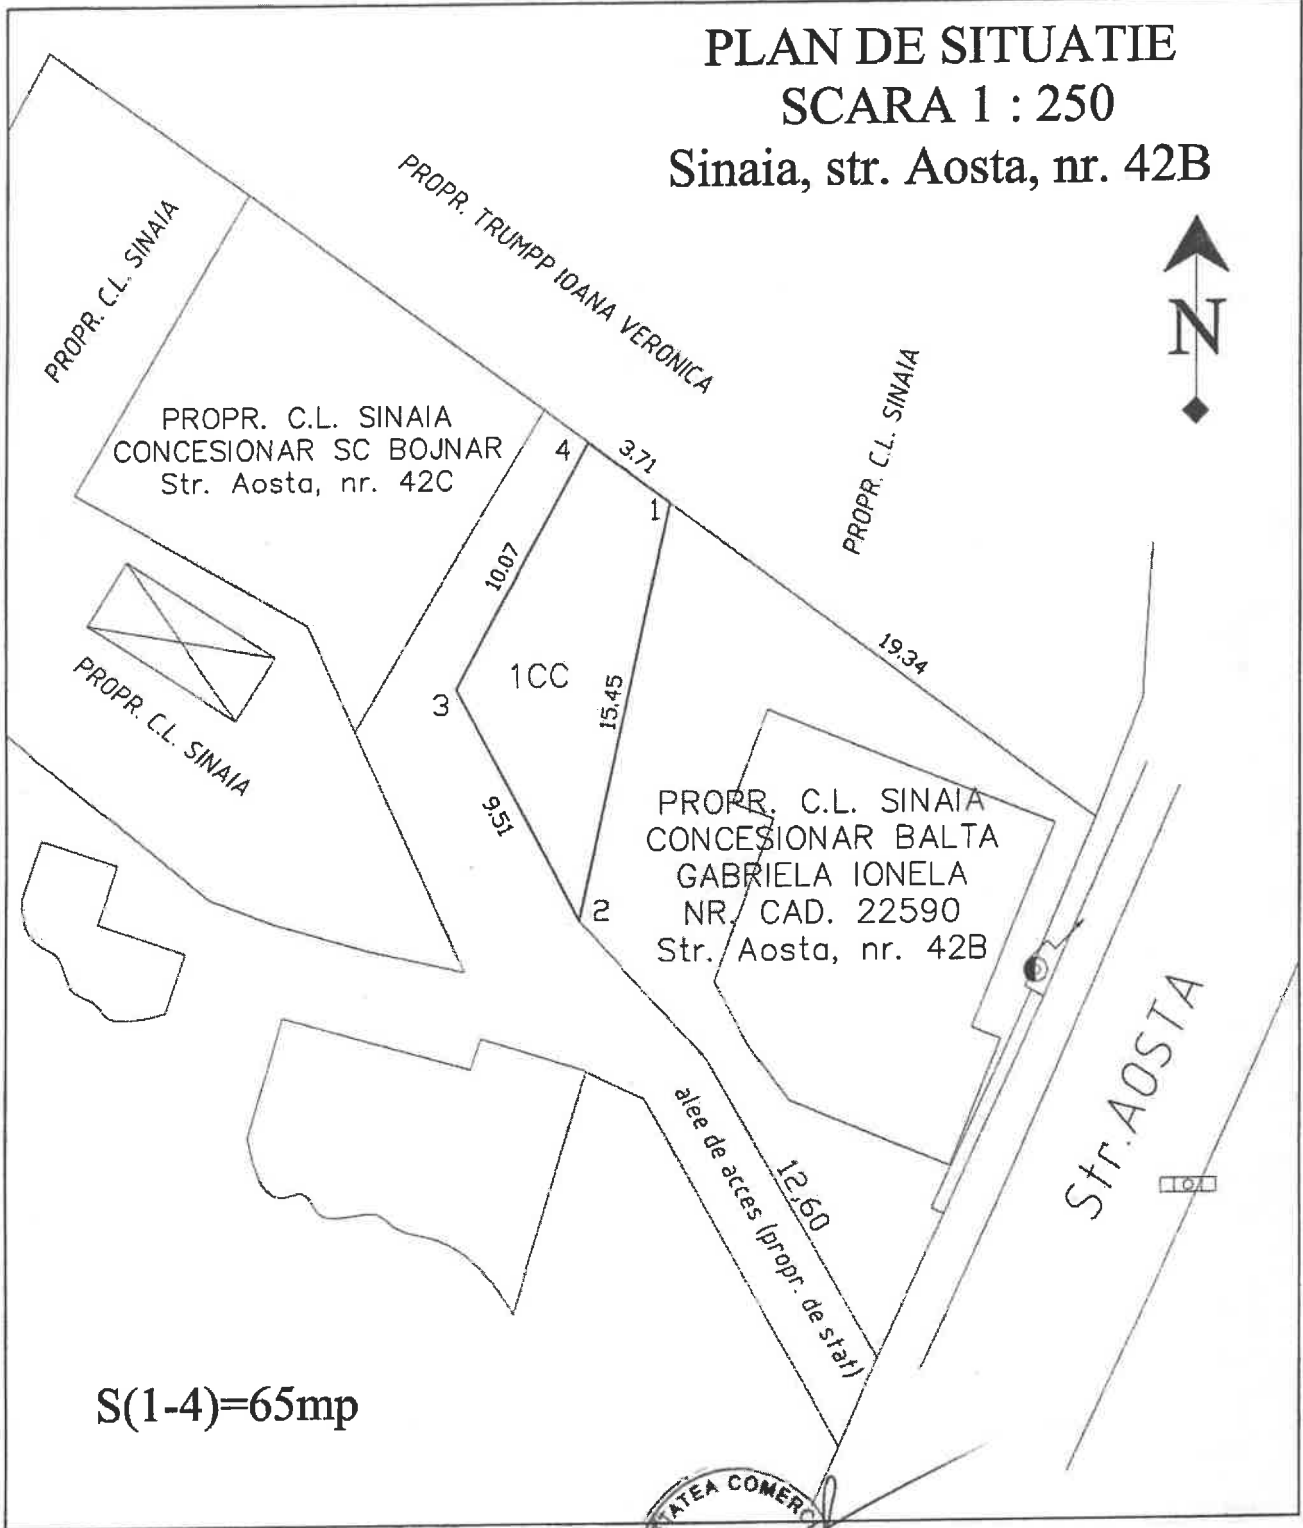 PLAN DE SITUATIE
SCARA 1 : 250
Sinaia, str. Aosta, nr. 42B
N
PROPR. C.L. SINAIA
PROPR. TRUMPP IOANA VERONICA
PROPR. C.L. SINAIA
PROPR. C.L. SINAIA
CONCESIONAR SC BOJNAR
Str. Aosta, nr. 42C
4
3.71
1
10.07
1CC
15.45
19.34
3
PROPR. C.L. SINAIA
9.51
2
PROPR. C.L. SINAIA
CONCESIONAR BALTA
GABRIELA IONELA
NR. CAD. 22590
Str. Aosta, nr. 42B
Str. AOSTA
alee de acces (propr. de stat)
12,60
S(1-4)=65mp
TATEA COMERC